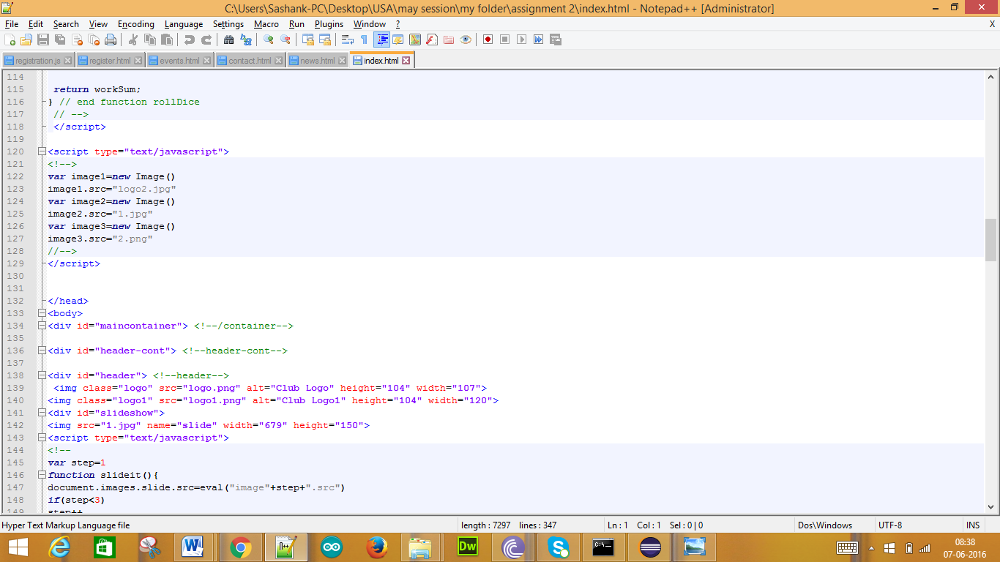 C:\Users\Sashank-PC\Desktop\USA\may session\my folder\assignment 2\index.html - Notepad++ [Administrator]
File Edit Search View Encoding Language Settings Macro Run Plugins Window ? X
registration.js register.html events.html contact.html news.html index.html
114
115 return workSum;
116 } // end function rollDice
117 // -->
118 </script>
119
120 <script type="text/javascript">
121 <!-->
122 var image1=new Image()
123 image1.src="logo2.jpg"
124 var image2=new Image()
125 image2.src="1.jpg"
126 var image3=new Image()
127 image3.src="2.png"
128 //-->
129 </script>
130
131
132 </head>
133 <body>
134 <div id="maincontainer"> <!--/container-->
135
136 <div id="header-cont"> <!--header-cont-->
137
138 <div id="header"> <!--header-->
139 <img class="logo" src="logo.png" alt="Club Logo" height="104" width="107">
140 <img class="logo1" src="logo1.png" alt="Club Logo1" height="104" width="120">
141 <div id="slideshow">
142 <img src="1.jpg" name="slide" width="679" height="150">
143 <script type="text/javascript">
144 <!--
145 var step=1
146 function slideit(){
147 document.images.slide.src=eval("image"+step+".src")
148 if(step<3)
149 step++
Hyper Text Markup Language file length : 7297 lines : 347 Ln : 1 Col : 1 Sel : 0 | 0 Dos\Windows UTF-8 INS
08:38
07-06-2016